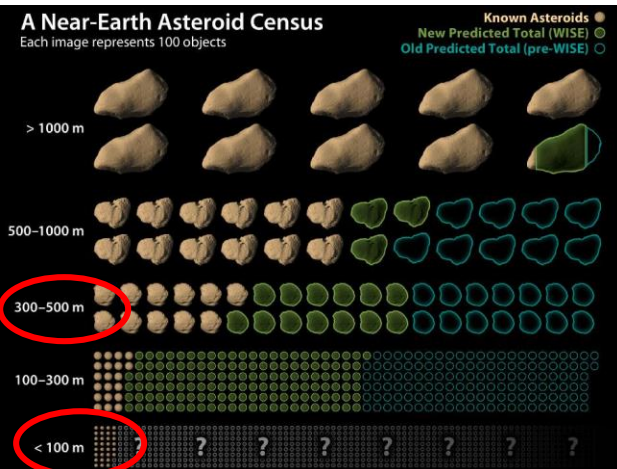 A Near-Earth Asteroid Census
Each image represents 100 objects
Known Asteroids
New Predicted Total (WISE)
Old Predicted Total (pre-WISE)
> 1000 m
500–1000 m
300–500 m
100–300 m
< 100 m
? ? ? ? ? ? ? ?